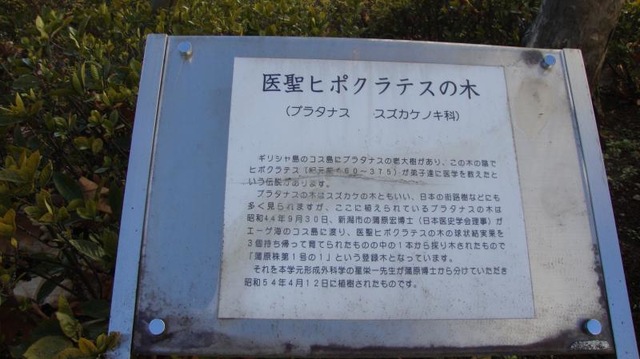 医聖ヒポクラテスの木
(プラタナス スズカケノキ科)
ギリシャ島のコス島にプラタナスの老大樹があり、この木の陰で
ヒポクラテス(紀元前460〜375)が弟子達に医学を教えたと
いう伝説があります。
プラタナスの木はスズカケの木ともいい、日本の街路樹などにも
多く見られますが、ここに植えられているプラタナスの木は
昭和44年9月30日、新潟市の蒲原宏博士(日本医史学会理事)が
エーゲ海のコス島に渡り、医聖ヒポクラテスの木の球状結実果を
3個持ち帰って育てられたものの中の1本から採り木されたもので
「蒲原株第1号の1」という登録木となっています。
それを本学元形成外科学の星栄一先生が蒲原博士から分けていただき
昭和54年4月12日に植樹されたものです。